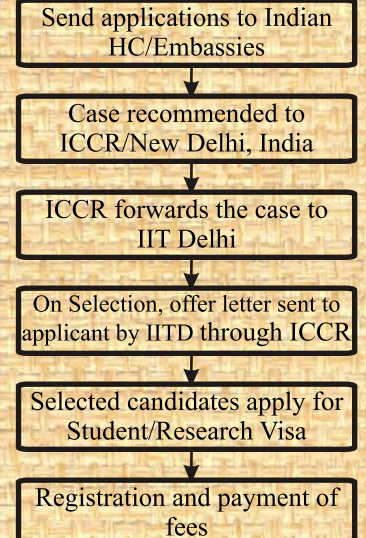 Send applications to Indian
HC/Embassies
Case recommended to
ICCR/New Delhi, India
ICCR forwards the case to
IIT Delhi
On Selection, offer letter sent to
applicant by IITD through ICCR
Selected candidates apply for
Student/Research Visa
Registration and payment of
fees